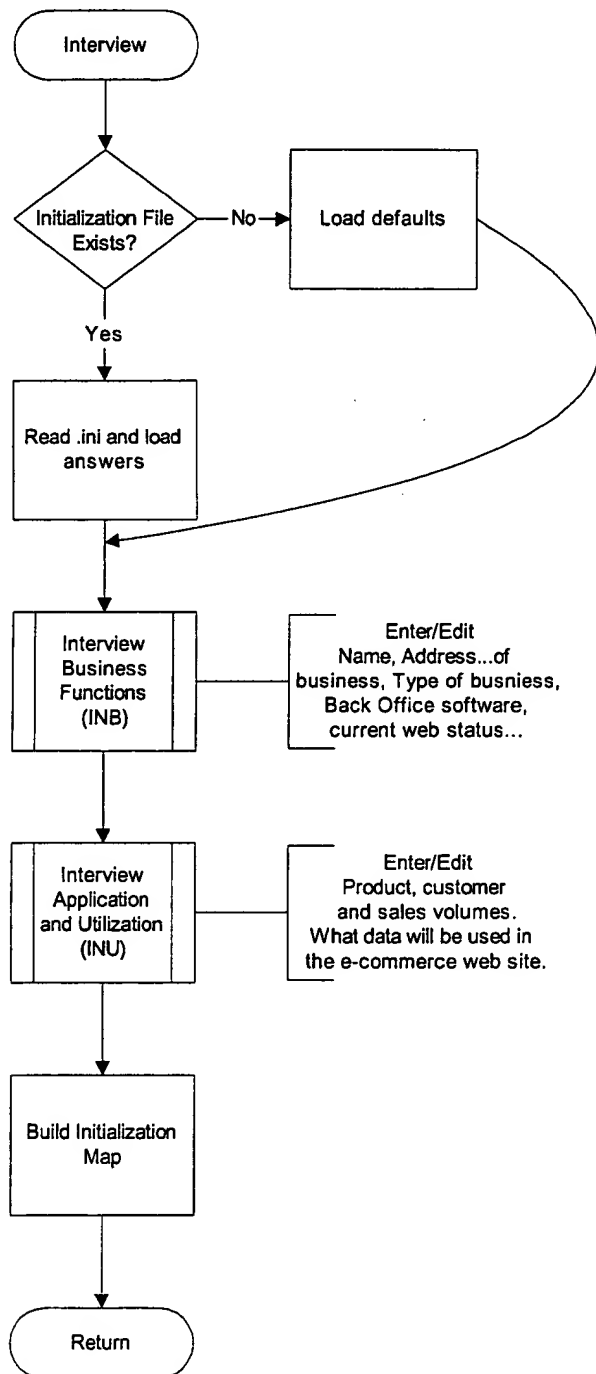 Interview
Initialization File
Exists?
No
Load defaults
Yes
Read .ini and load
answers
Interview
Business
Functions
(INB)
Enter/Edit
Name, Address...of
business, Type of busniess,
Back Office software,
current web status...
Interview
Application
and Utilization
(INU)
Enter/Edit
Product, customer
and sales volumes.
What data will be used in
the e-commerce web site.
Build Initialization
Map
Return